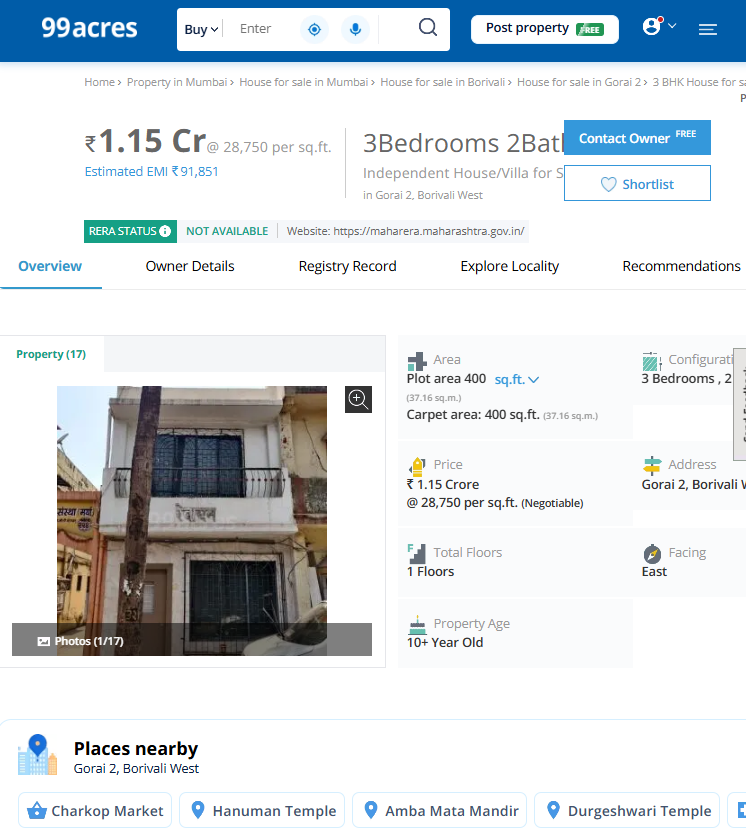 99acres
Buy
Enter
Post property FREE
Home › Property in Mumbai › House for sale in Mumbai › House for sale in Borivali › House for sale in Gorai 2 › 3 BHK House for sa
P
₹1.15 Cr @ 28,750 per sq.ft.
Estimated EMI ₹ 91,851
3Bedrooms 2Bat
Independent House/Villa for S
in Gorai 2, Borivali West
Contact Owner FREE
Shortlist
RERA STATUS NOT AVAILABLE Website: https://maharera.maharashtra.gov.in/
Overview Owner Details Registry Record Explore Locality Recommendations
Property (17)
संस्था (मर्या
Photos (1/17)
Area
Plot area 400 sq.ft.
(37.16 sq.m.)
Carpet area: 400 sq.ft. (37.16 sq.m.)
Configurati
3 Bedrooms , 2
Price
₹ 1.15 Crore
@ 28,750 per sq.ft. (Negotiable)
Address
Gorai 2, Borivali W
Total Floors
1 Floors
Facing
East
Property Age
10+ Year Old
Places nearby
Gorai 2, Borivali West
Charkop Market
Hanuman Temple
Amba Mata Mandir
Durgeshwari Temple